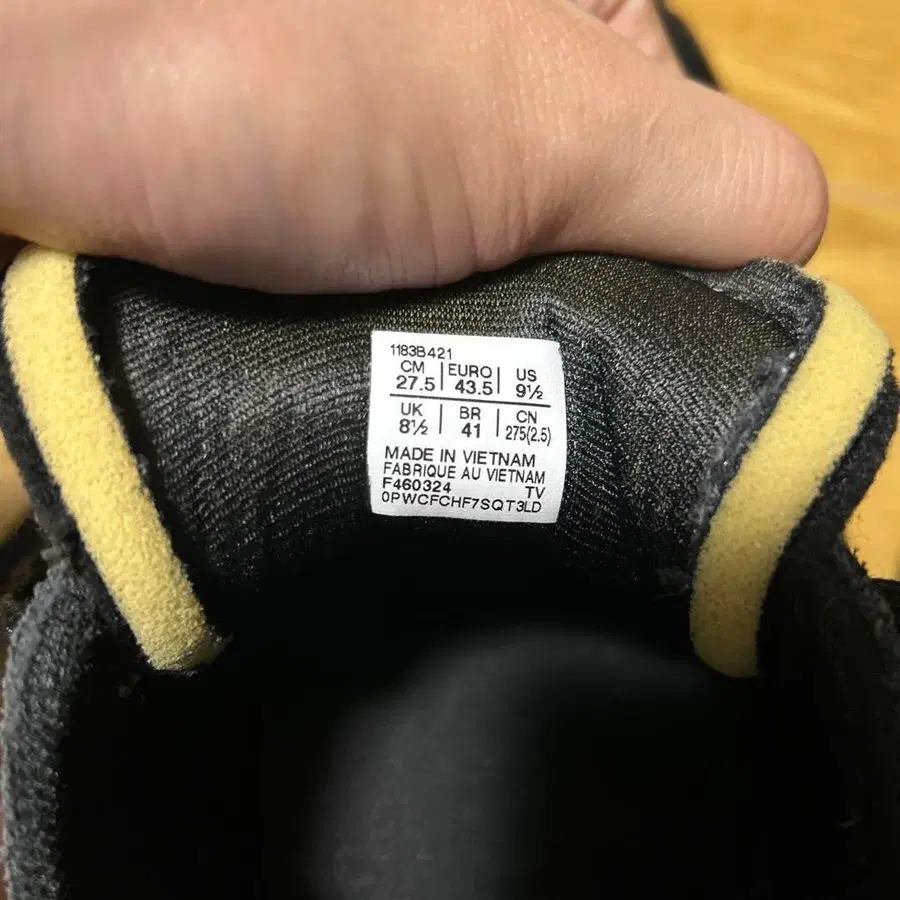 1183B421
CM EURO US
27.5 43.5 9½
UK BR CN
8½ 41 275(2.5)
MADE IN VIETNAM
FABRIQUE AU VIETNAM
F460324 TV
0PWCFCHF7SQT3LD